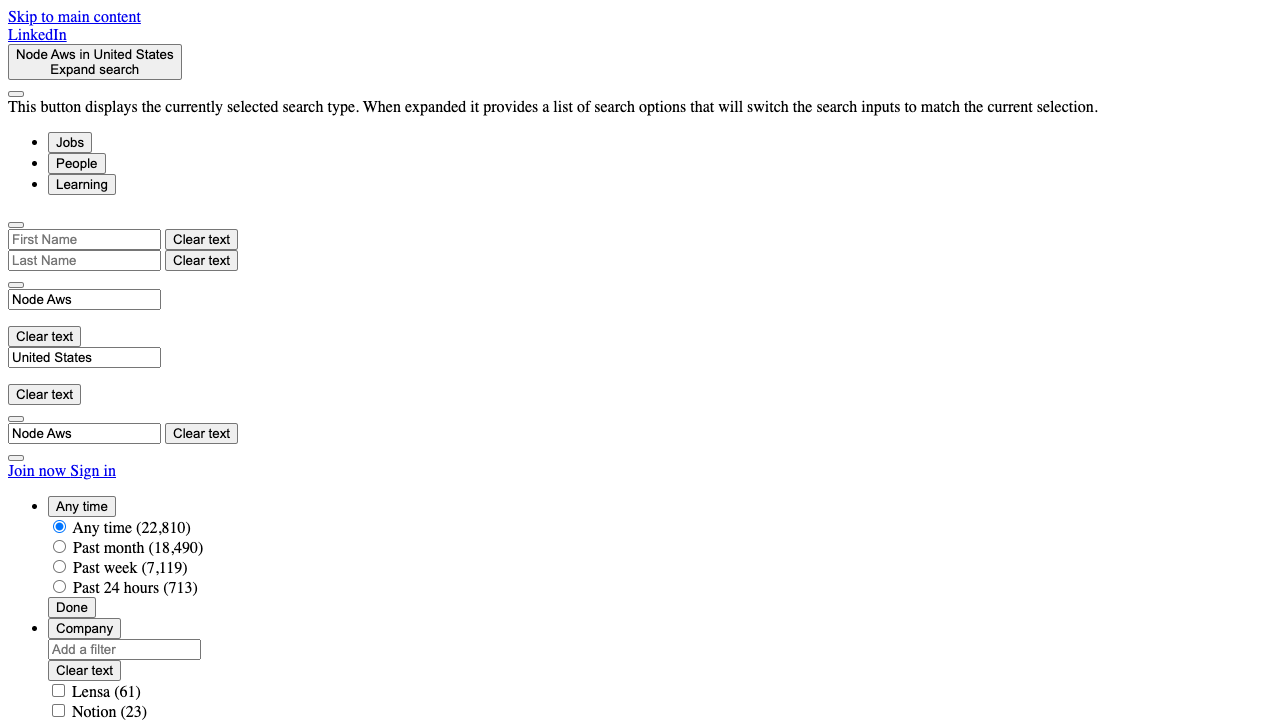 Skip to main content
LinkedIn
Node Aws in United States
Expand search
This button displays the currently selected search type. When expanded it provides a list of search options that will switch the search inputs to match the current selection.
Jobs
People
Learning
First Name Clear text
Last Name Clear text
Node Aws
Clear text
United States
Clear text
Node Aws Clear text
Join now Sign in
Any time
Any time (22,810)
Past month (18,490)
Past week (7,119)
Past 24 hours (713)
Done
Company
Add a filter
Clear text
Lensa (61)
Notion (23)